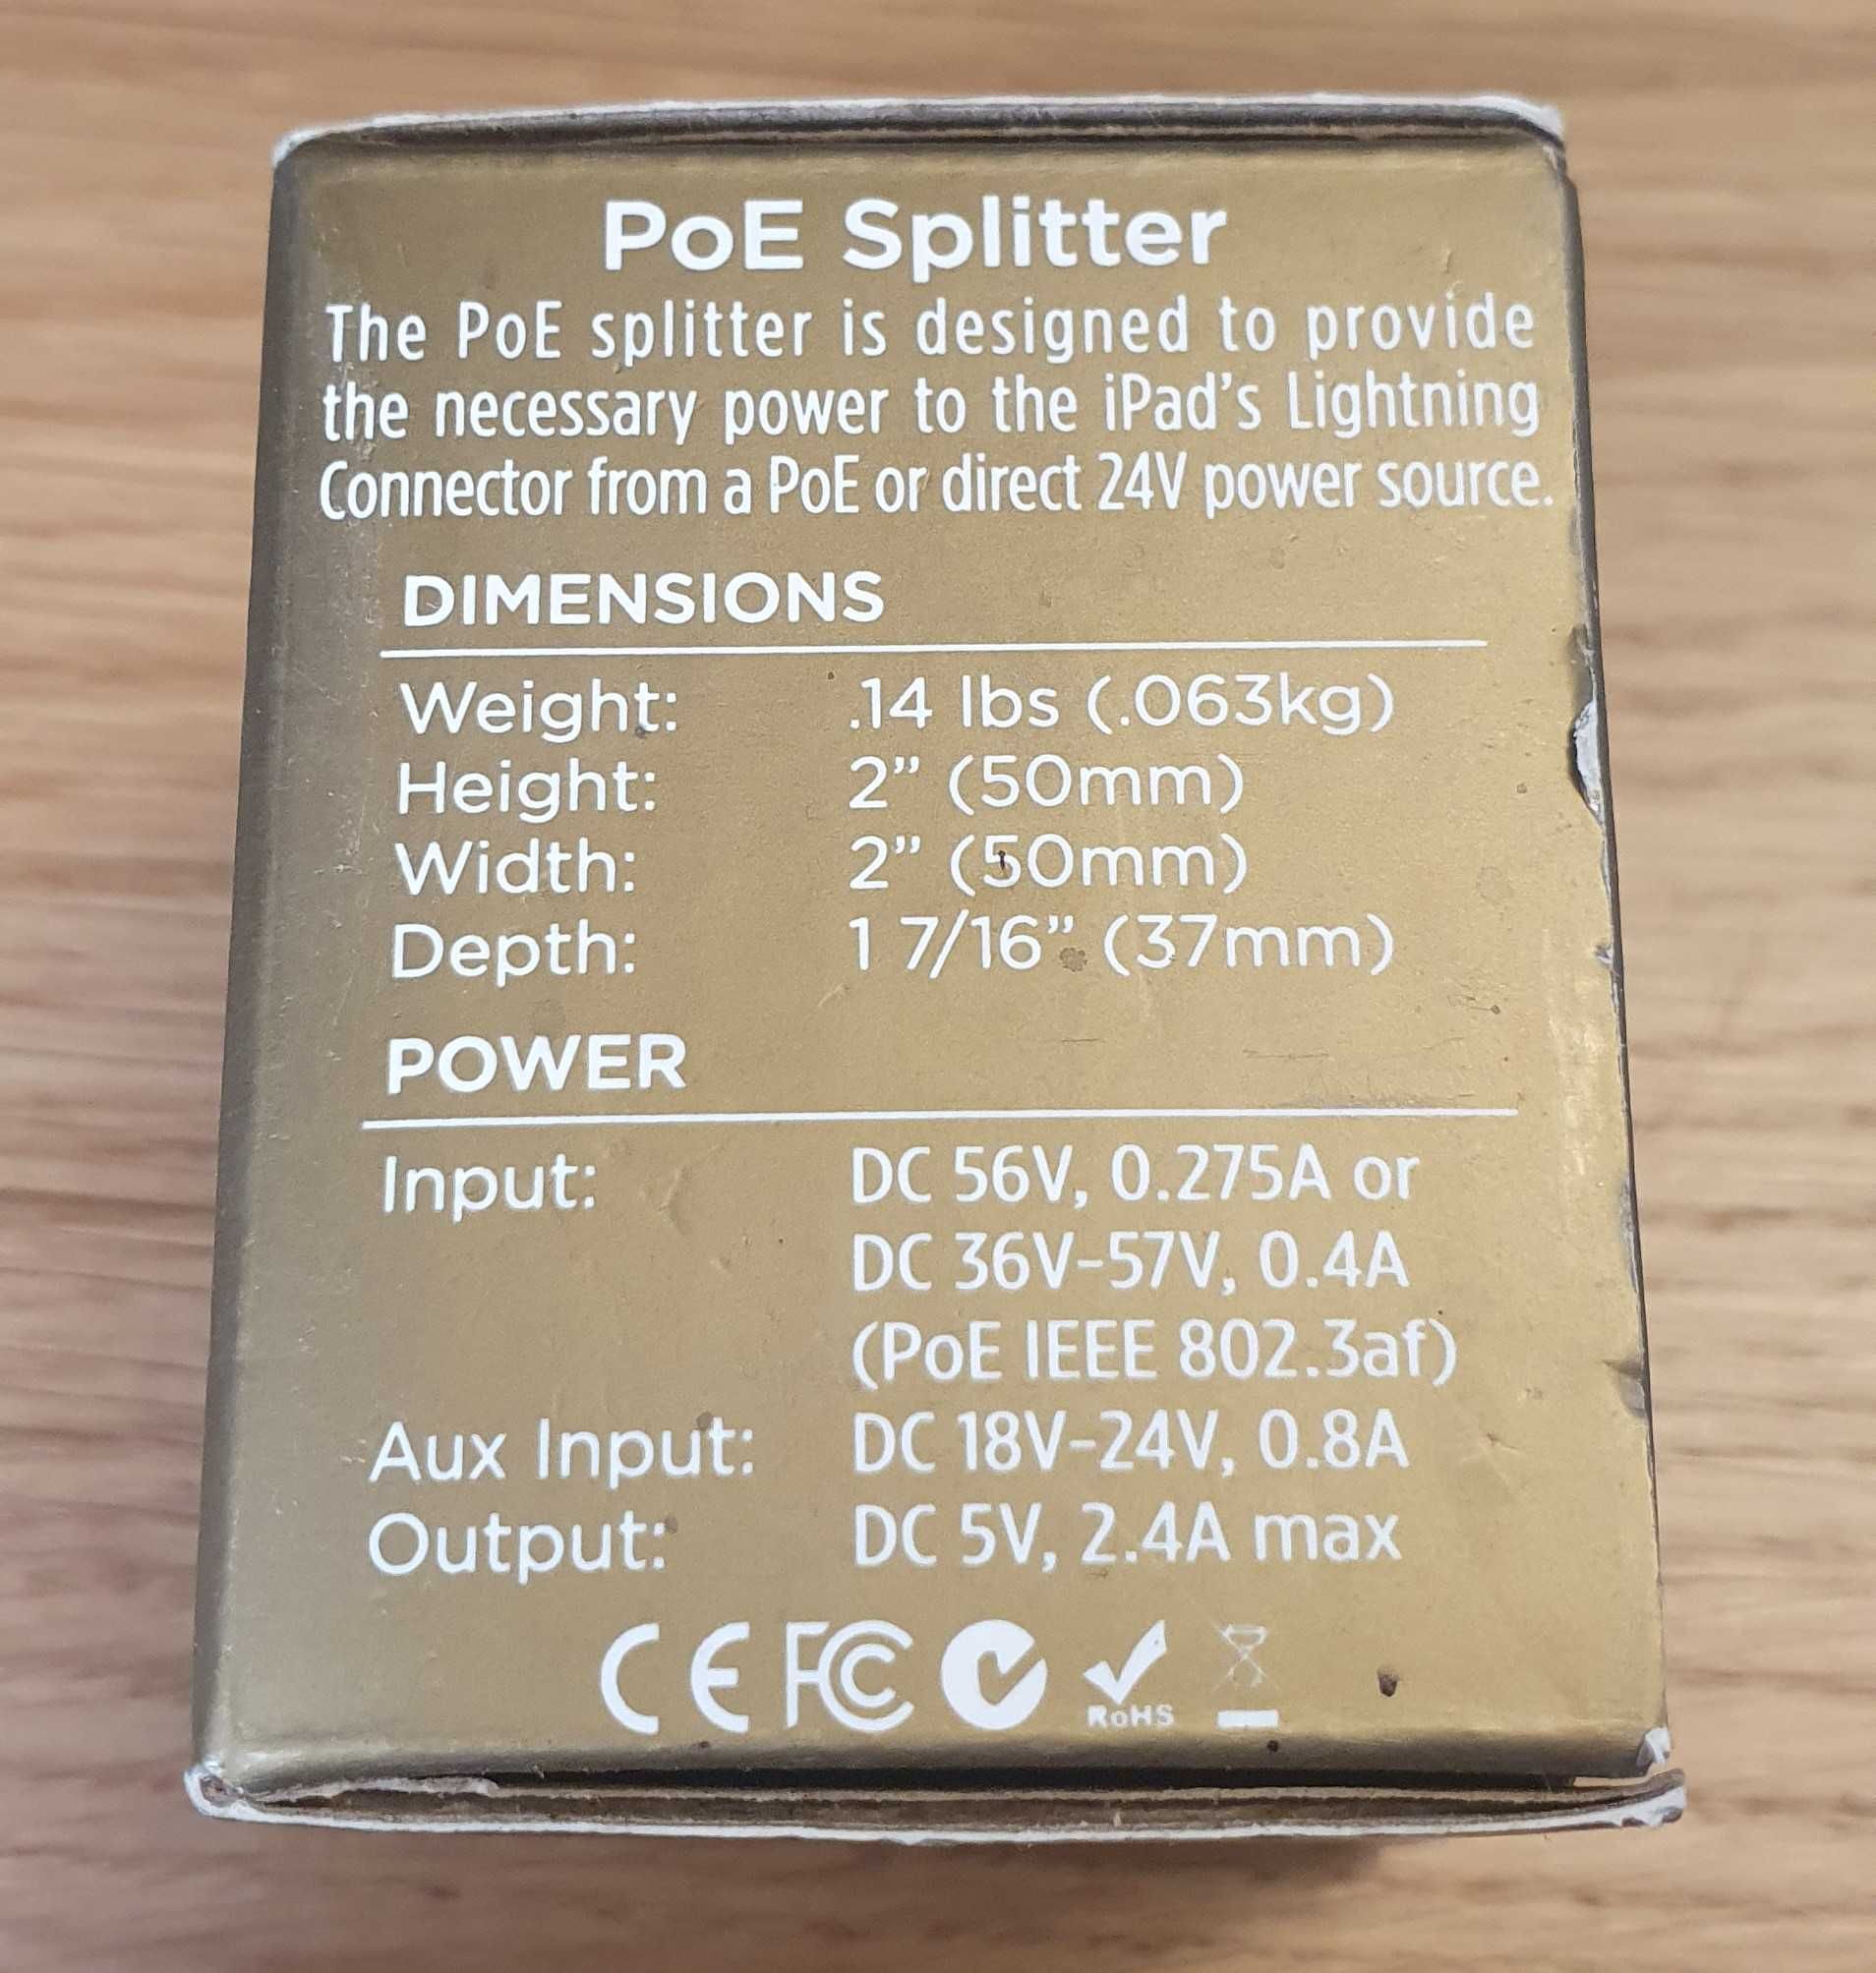 PoE Splitter
The PoE splitter is designed to provide
the necessary power to the iPad’s Lightning
Connector from a PoE or direct 24V power source.
DIMENSIONS
Weight: .14 lbs (.063kg)
Height: 2” (50mm)
Width: 2” (50mm)
Depth: 1 7/16” (37mm)
POWER
Input: DC 56V, 0.275A or
DC 36V-57V, 0.4A
(PoE IEEE 802.3af)
Aux Input: DC 18V-24V, 0.8A
Output: DC 5V, 2.4A max
CE FC RoHS